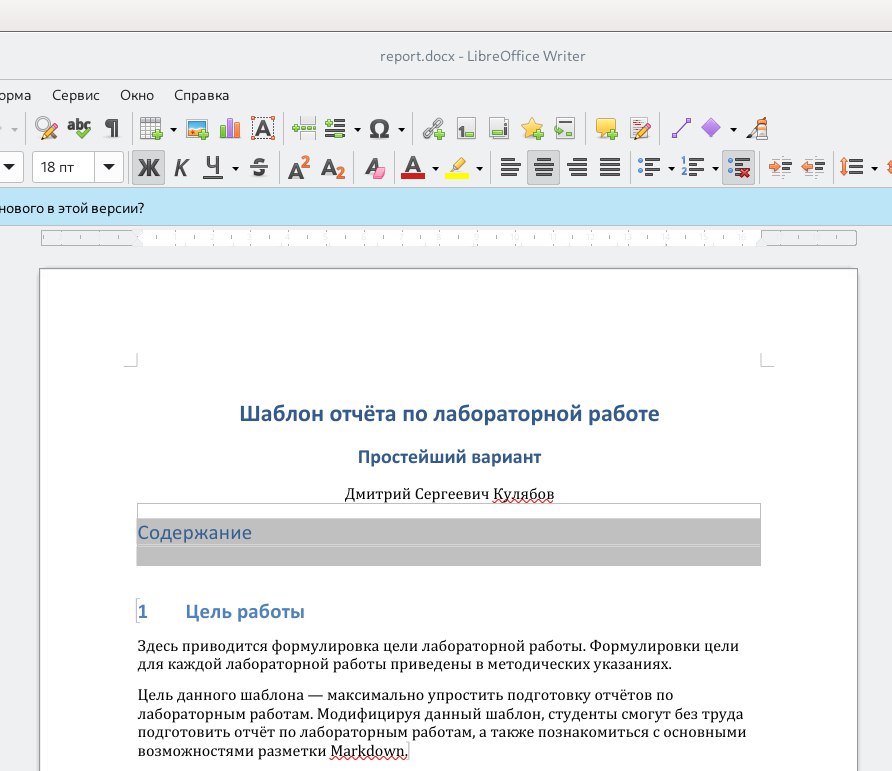 report.docx - LibreOffice Writer
орма Сервис Окно Справка
18 пт
нового в этой версии?
Шаблон отчёта по лабораторной работе
Простейший вариант
Дмитрий Сергеевич Кулябов
Содержание
1 Цель работы
Здесь приводится формулировка цели лабораторной работы. Формулировки цели
для каждой лабораторной работы приведены в методических указаниях.
Цель данного шаблона — максимально упростить подготовку отчётов по
лабораторным работам. Модифицируя данный шаблон, студенты смогут без труда
подготовить отчёт по лабораторным работам, а также познакомиться с основными
возможностями разметки Markdown.